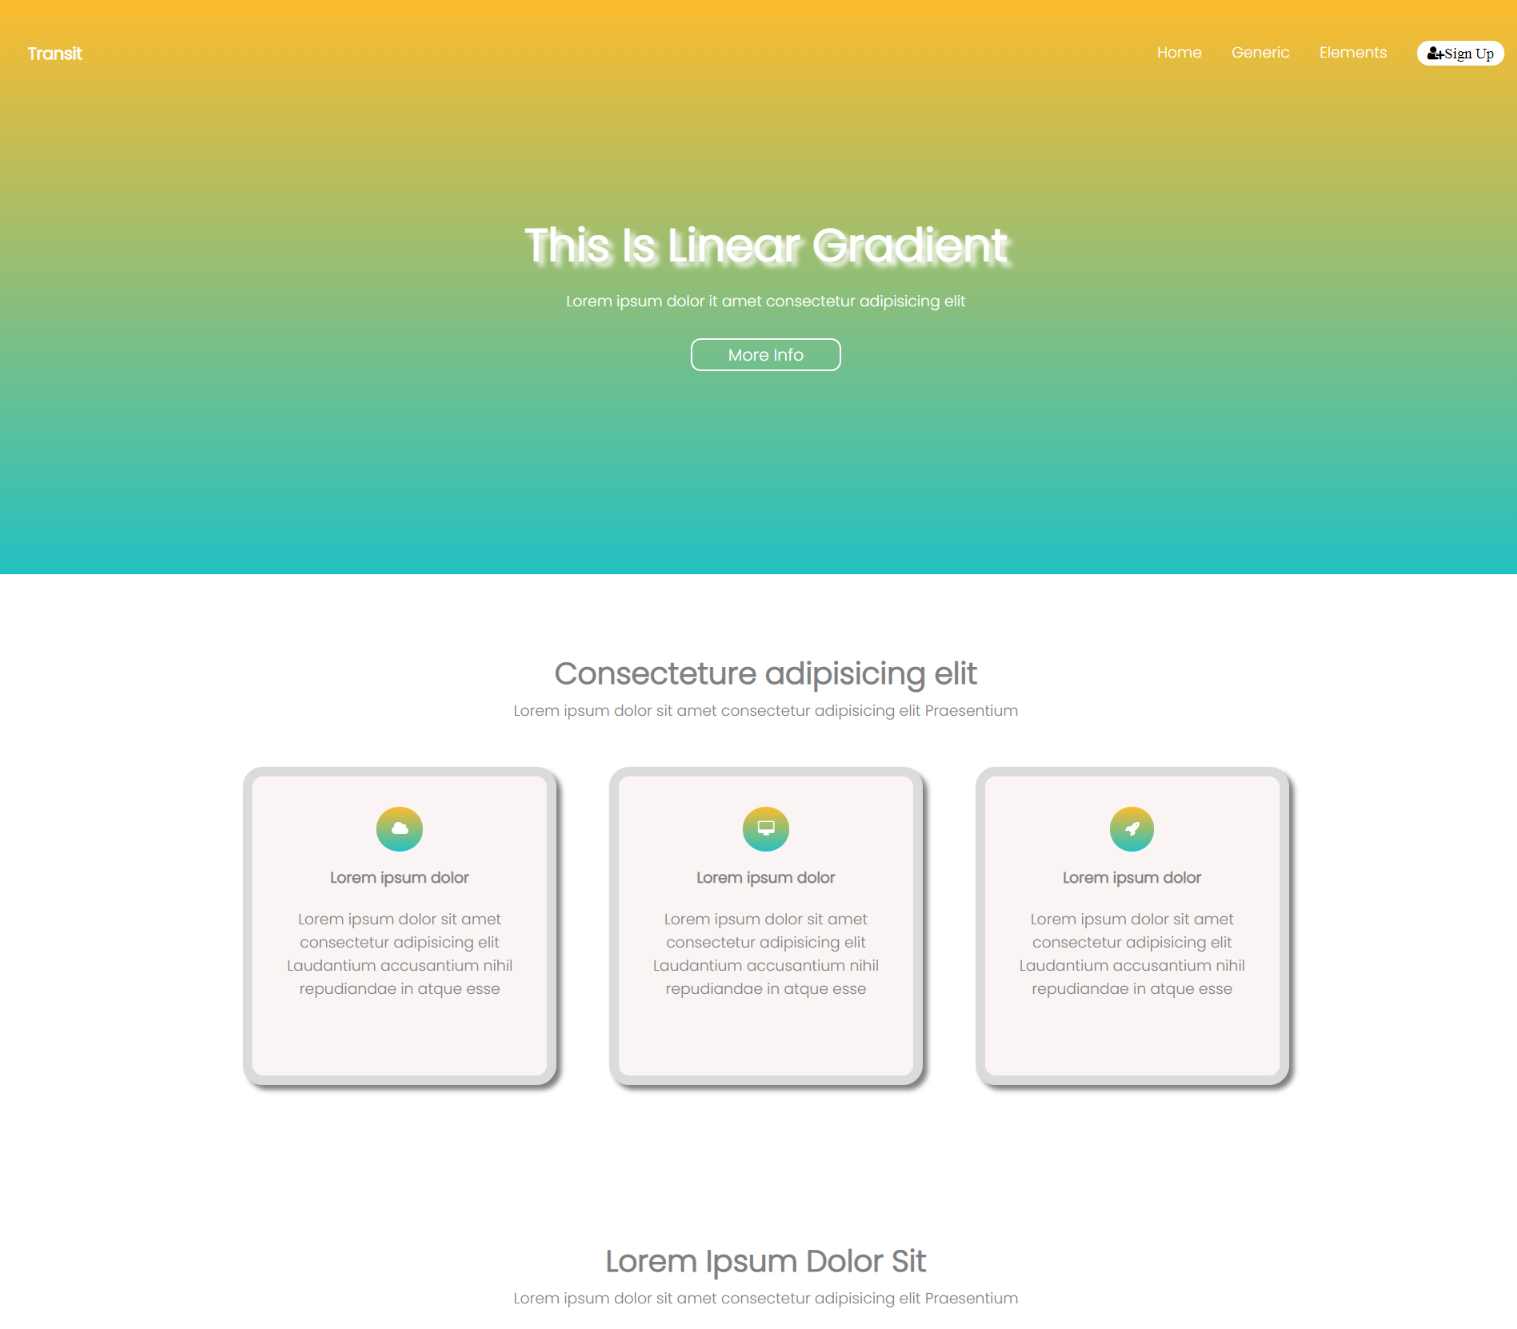 Transit
Home
Generic
Elements
Sign Up
This Is Linear Gradient
Lorem ipsum dolor it amet consectetur adipisicing elit
More Info
Consecteture adipisicing elit
Lorem ipsum dolor sit amet consectetur adipisicing elit Praesentium
Lorem ipsum dolor
Lorem ipsum dolor sit amet
consectetur adipisicing elit
Laudantium accusantium nihil
repudiandae in atque esse
Lorem ipsum dolor
Lorem ipsum dolor sit amet
consectetur adipisicing elit
Laudantium accusantium nihil
repudiandae in atque esse
Lorem ipsum dolor
Lorem ipsum dolor sit amet
consectetur adipisicing elit
Laudantium accusantium nihil
repudiandae in atque esse
Lorem Ipsum Dolor Sit
Lorem ipsum dolor sit amet consectetur adipisicing elit Praesentium